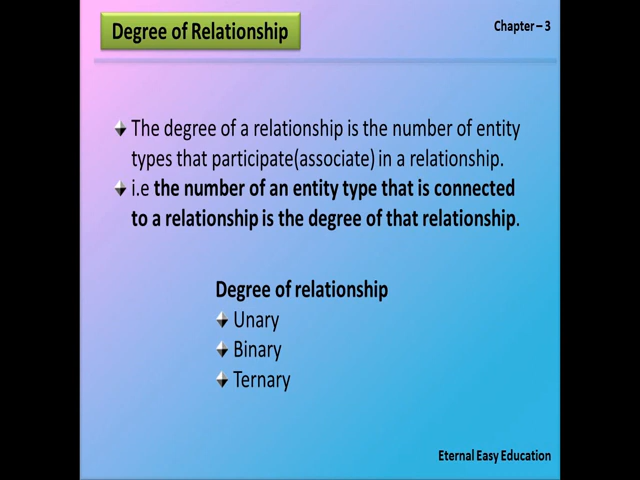 Degree of Relationship
Chapter – 3
The degree of a relationship is the number of entity
types that participate(associate) in a relationship.
i.e the number of an entity type that is connected
to a relationship is the degree of that relationship.
Degree of relationship
Unary
Binary
Ternary
Eternal Easy Education